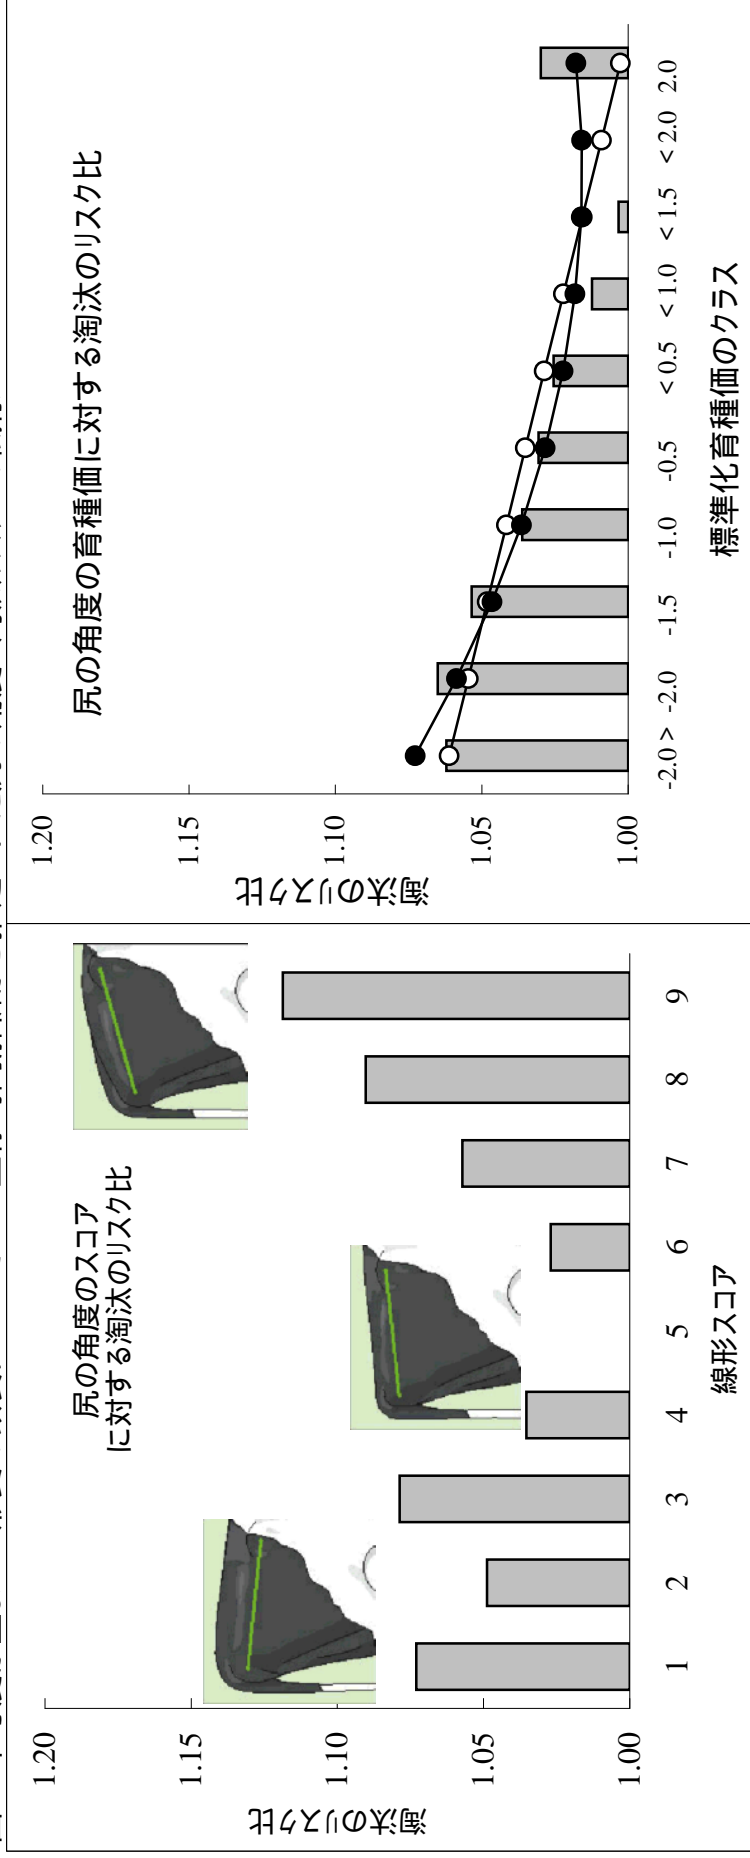 尻の角度のスコア
に対する淘汰のリスク比
淘汰のリスク比
1.20
1.15
1.10
1.05
1.00
1 2 3 4 5 6 7 8 9
線形スコア
尻の角度の育種価に対する淘汰のリスク比
淘汰のリスク比
1.20
1.15
1.10
1.05
1.00
-2.0 > -2.0 -1.5 -1.0 -0.5 < 0.5 < 1.0 < 1.5 < 2.0 2.0
標準化育種価のクラス